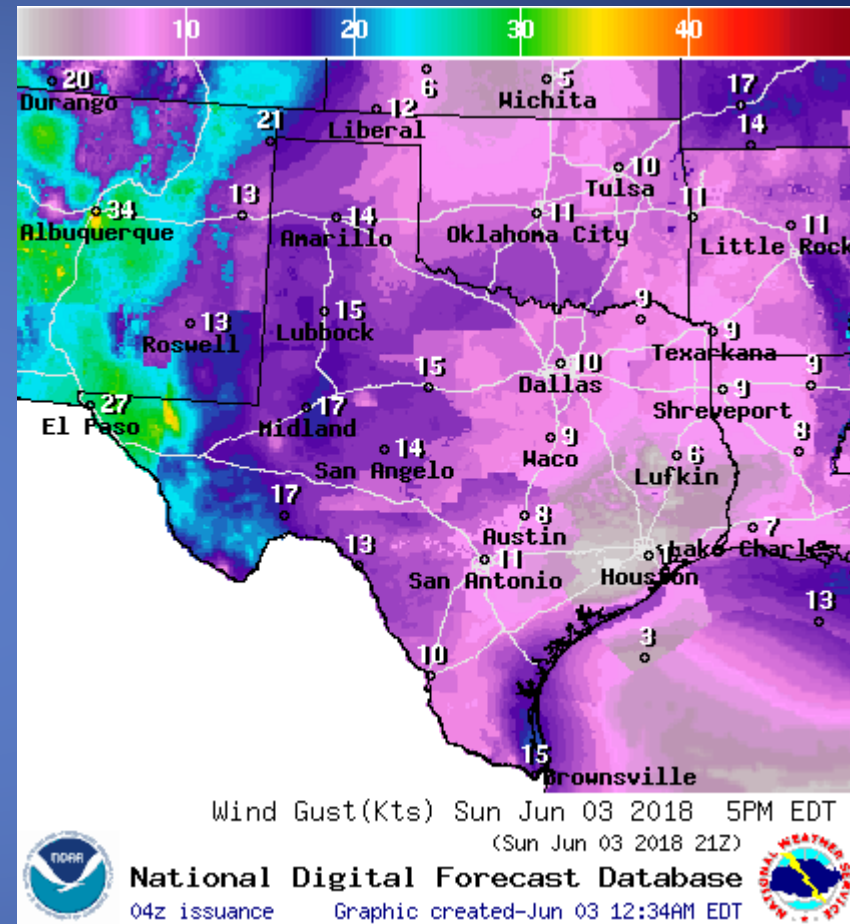 10 20 30 40
20 6 5 17
Durango Wichita
12
Liberal
21 14
10
Tulsa
34 13 14 11 11 11
Albuquerque Amarillo Oklahoma City Little Rock
13 15 9
Roswell Lubbock
9
Texarkana
15 10 9 9
Dallas
27 17 Shreveport
El Paso Midland
14 9 6 8
San Angelo Waco Lufkin
17 8 7
Austin
13 11
San Antonio Houston
13
3
10
15
Brownsville
Wind Gust(Kts) Sun Jun 03 2018 5PM EDT
(Sun Jun 03 2018 21Z)
NOAA
NATIONAL WEATHER SERVICE
National Digital Forecast Database
04z issuance Graphic created-Jun 03 12:34AM EDT